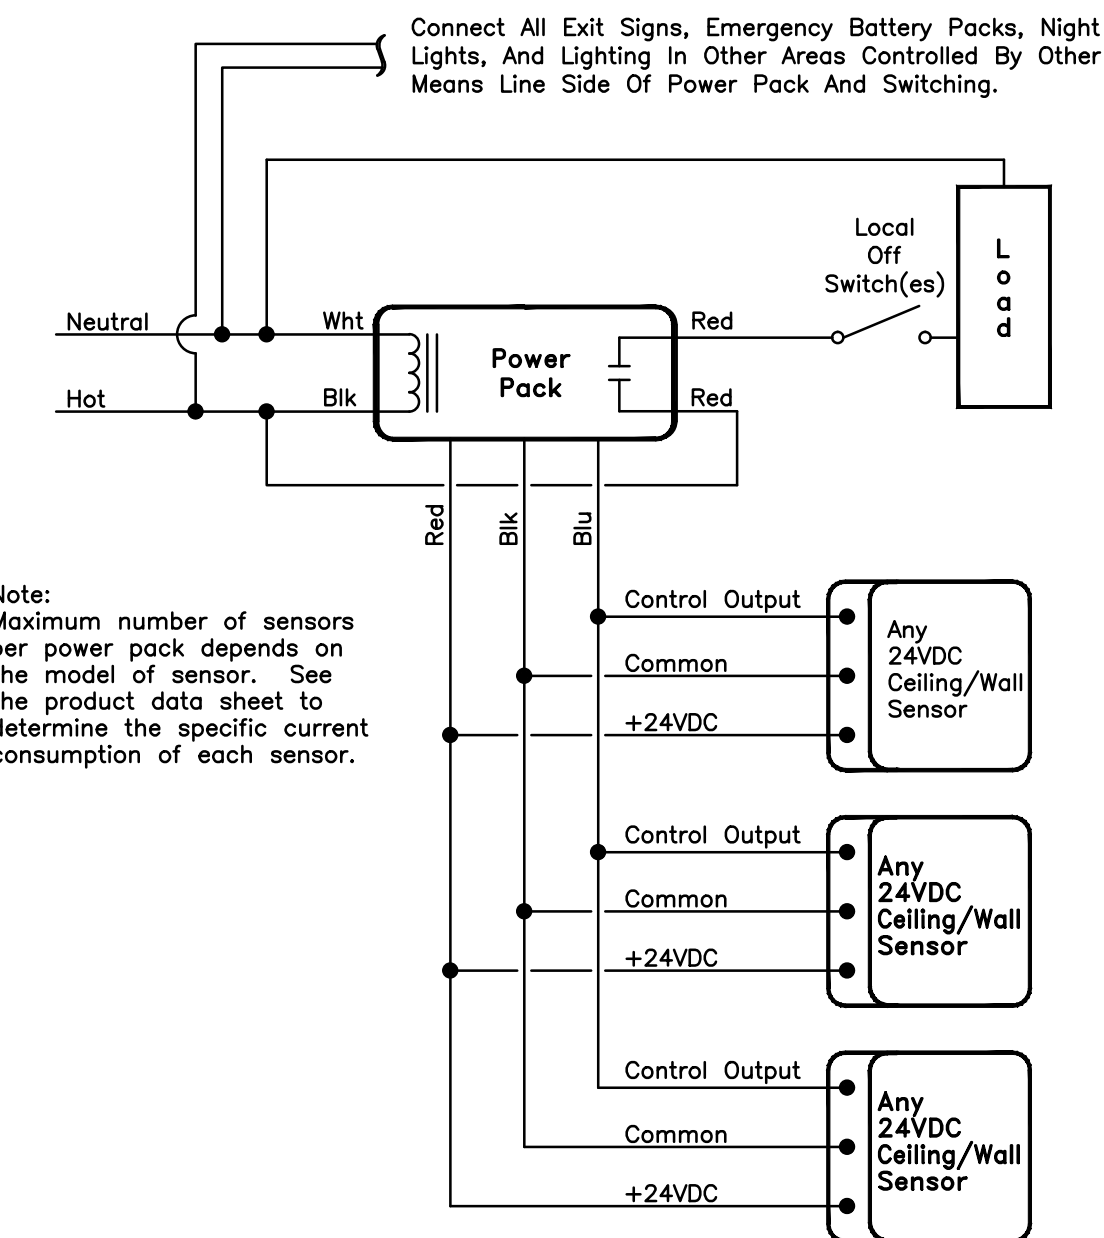 Connect All Exit Signs, Emergency Battery Packs, Night
Lights, And Lighting In Other Areas Controlled By Other
Means Line Side Of Power Pack And Switching.
Local
Off
Switch(es)
Load
Neutral
Wht
Power
Pack
Red
Hot
Blk
Red
Red
Blk
Blu
Note:
Maximum number of sensors
per power pack depends on
the model of sensor. See
the product data sheet to
determine the specific current
consumption of each sensor.
Control Output
Common
+24VDC
Any
24VDC
Ceiling/Wall
Sensor
Control Output
Common
+24VDC
Any
24VDC
Ceiling/Wall
Sensor
Control Output
Common
+24VDC
Any
24VDC
Ceiling/Wall
Sensor